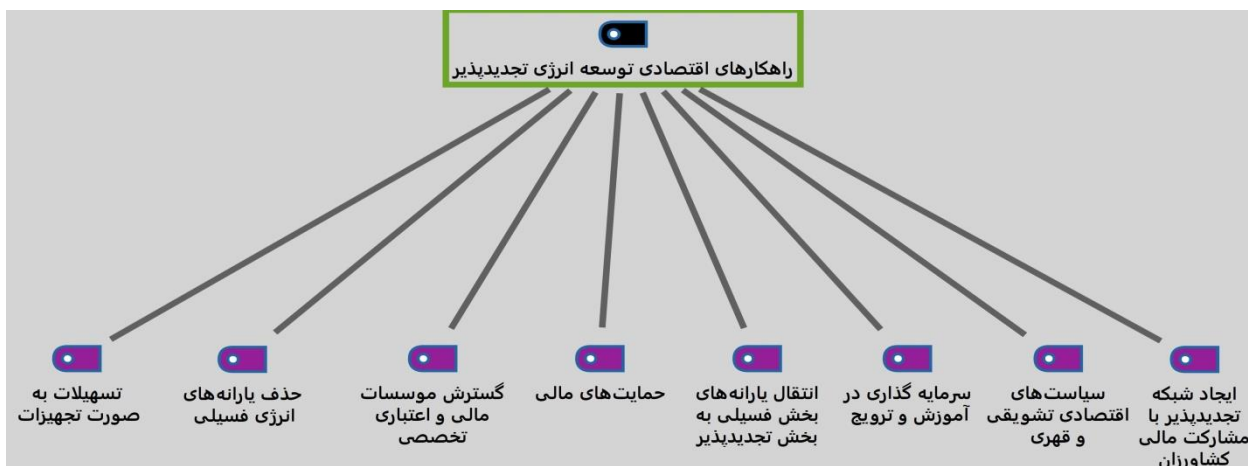 راهکارهای اقتصادی توسعه انرژی تجدیدپذیر
ایجاد شبکه
تجدیدپذیر با
مشارکت مالی
کشاورزان
سیاست‌های
اقتصادی تشویقی
و قهری
سرمایه گذاری در
آموزش و ترویج
انتقال یارانه‌های
بخش فسیلی به
بخش تجدیدپذیر
حمایت‌های مالی
گسترش موسسات
مالی و اعتباری
تخصصی
حذف یارانه‌های
انرژی فسیلی
تسهیلات به
صورت تجهیزات